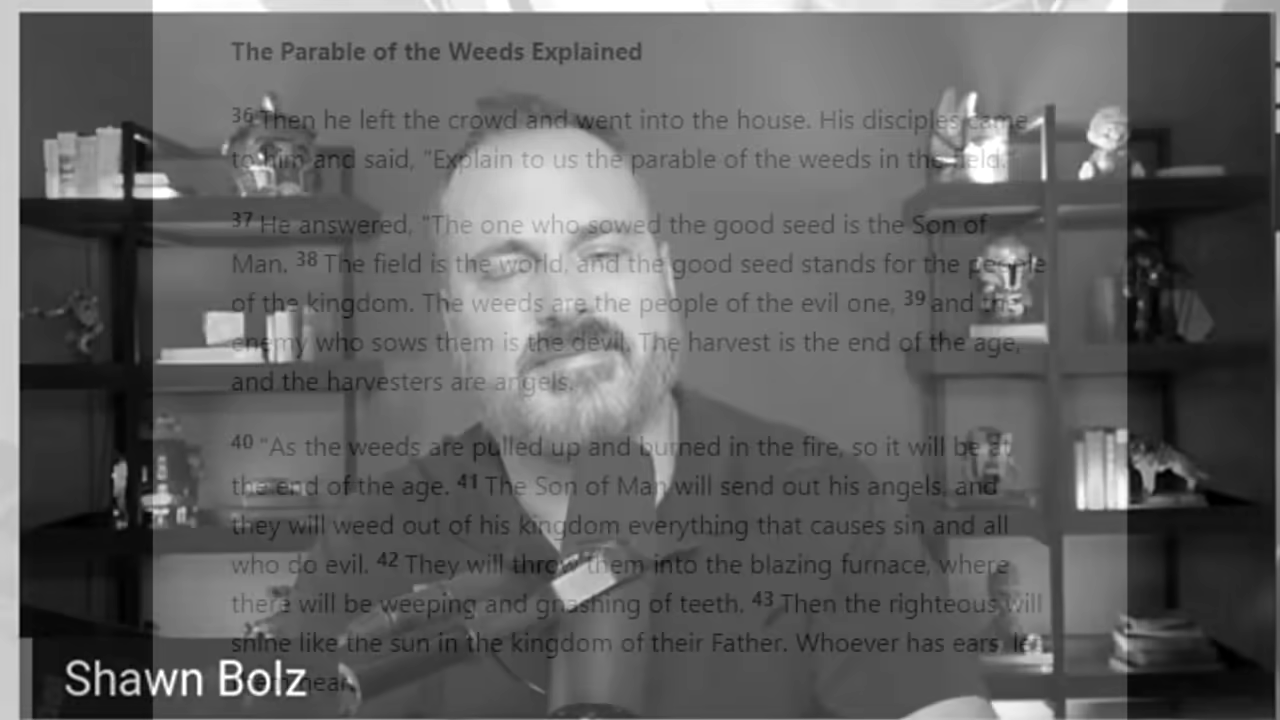 The Parable of the Weeds Explained
36 Then he left the crowd and went into the house. His disciples came
to him and said, "Explain to us the parable of the weeds in the field."
37 He answered, "The one who sowed the good seed is the Son of
Man. 38 The field is the world, and the good seed stands for the people
of the kingdom. The weeds are the people of the evil one, 39 and the
enemy who sows them is the devil. The harvest is the end of the age,
and the harvesters are angels.
40 "As the weeds are pulled up and burned in the fire, so it will be at
the end of the age. 41 The Son of Man will send out his angels, and
they will weed out of his kingdom everything that causes sin and all
who do evil. 42 They will throw them into the blazing furnace, where
there will be weeping and gnashing of teeth. 43 Then the righteous will
shine like the sun in the kingdom of their Father. Whoever has ears, let
hear.
Shawn Bolz